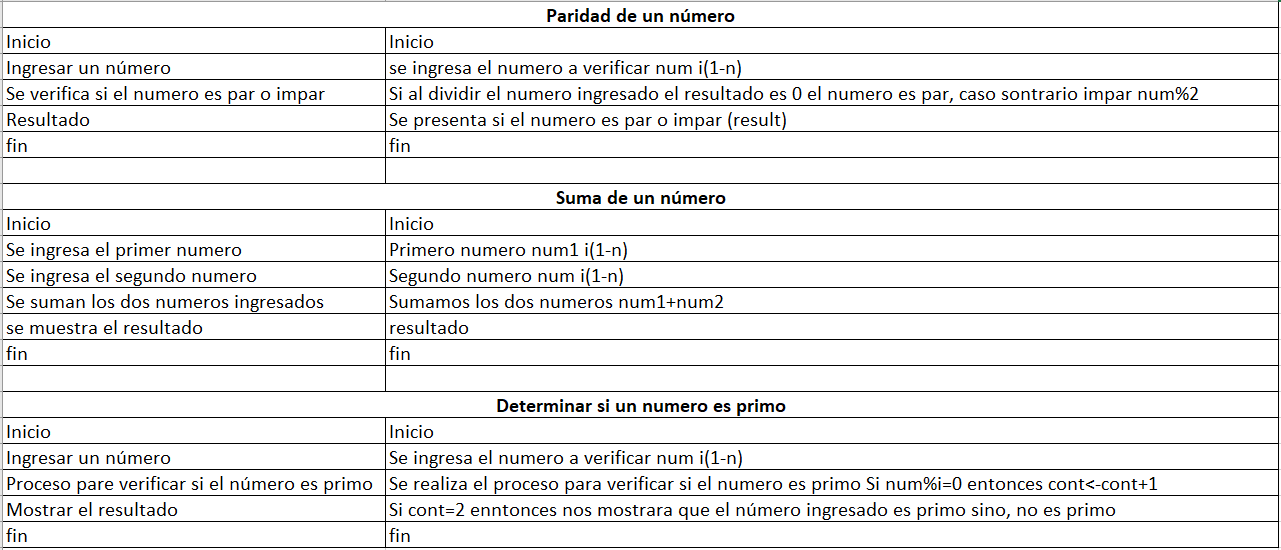 Paridad de un número
Inicio Inicio
Ingresar un número se ingresa el numero a verificar num i(1-n)
Se verifica si el numero es par o impar Si al dividir el numero ingresado el resultado es 0 el numero es par, caso sontrario impar num%2
Resultado Se presenta si el numero es par o impar (result)
fin fin
Suma de un número
Inicio Inicio
Se ingresa el primer numero Primero numero num1 i(1-n)
Se ingresa el segundo numero Segundo numero num i(1-n)
Se suman los dos numeros ingresados Sumamos los dos numeros num1+num2
se muestra el resultado resultado
fin fin
Determinar si un numero es primo
Inicio Inicio
Ingresar un número Se ingresa el numero a verificar num i(1-n)
Proceso pare verificar si el número es primo Se realiza el proceso para verificar si el numero es primo Si num%i=0 entonces cont<-cont+1
Mostrar el resultado Si cont=2 enntonces nos mostrara que el número ingresado es primo sino, no es primo
fin fin